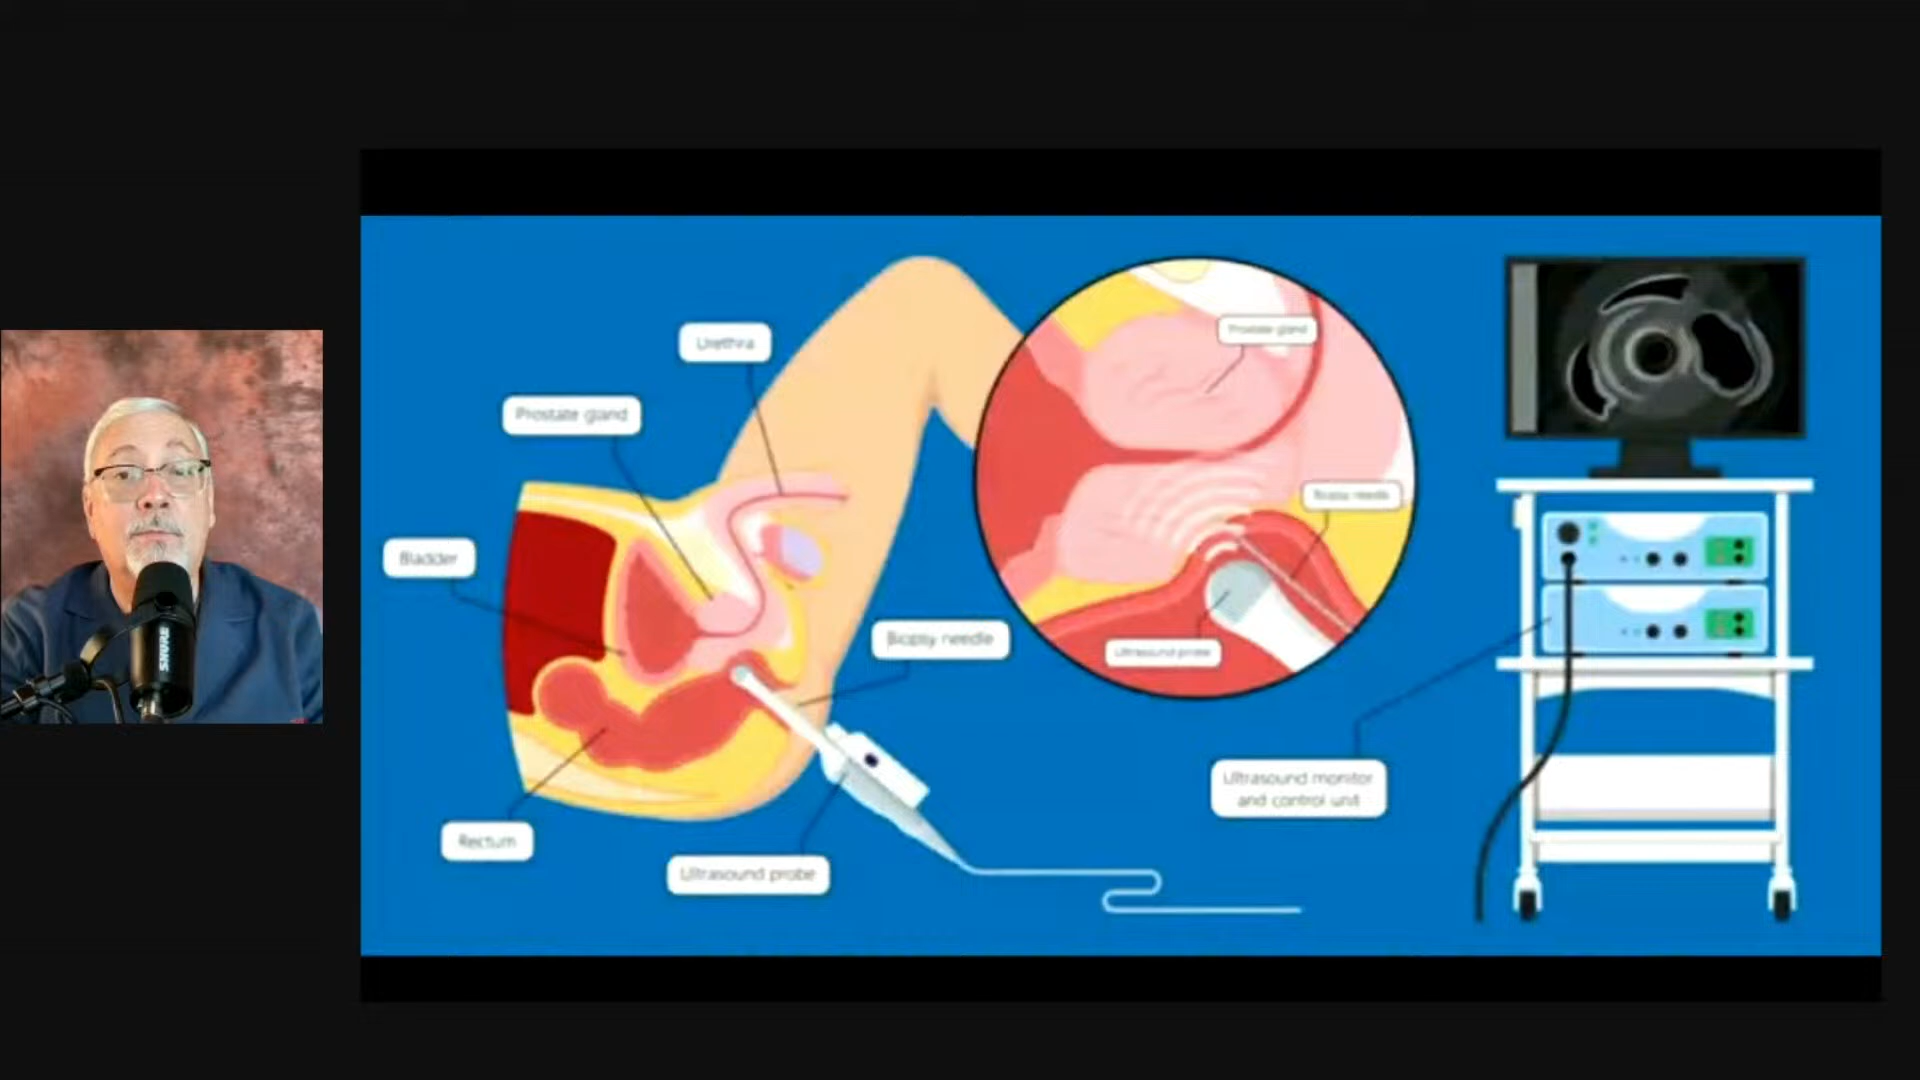 Urethra
Prostate gland
Bladder
Biopsy needle
Rectum
Ultrasound probe
Prostate gland
Biopsy needle
Ultrasound probe
Ultrasound monitor
and control unit
SHURE